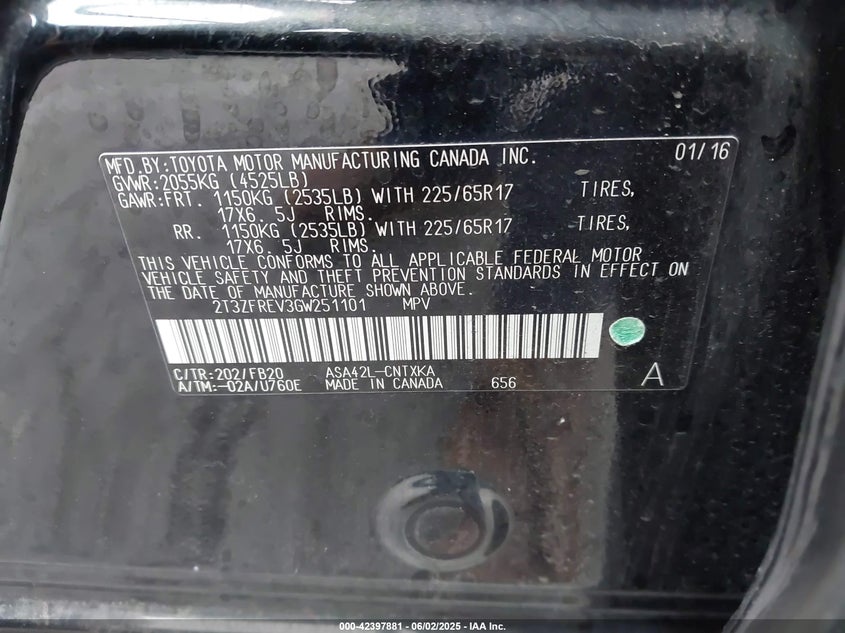 MFD.BY:TOYOTA MOTOR MANUFACTURING CANADA INC. 01/16
GVWR:2055KG (4525LB)
GAWR:FRT. 1150KG (2535LB) WITH 225/65R17 TIRES,
17X6. 5J RIMS.
RR. 1150KG (2535LB) WITH 225/65R17 TIRES,
17X6. 5J RIMS.
THIS VEHICLE CONFORMS TO ALL APPLICABLE FEDERAL MOTOR
VEHICLE SAFETY AND THEFT PREVENTION STANDARDS IN EFFECT ON
THE DATE OF MANUFACTURE SHOWN ABOVE.
2T3ZFREV3GW251101 MPV
C/TR:202/FB20 ASA42L-CNTXKA
A/TM:-02A/U760E MADE IN CANADA 656 A
000-42397881 - 06/02/2025 - IAA Inc.